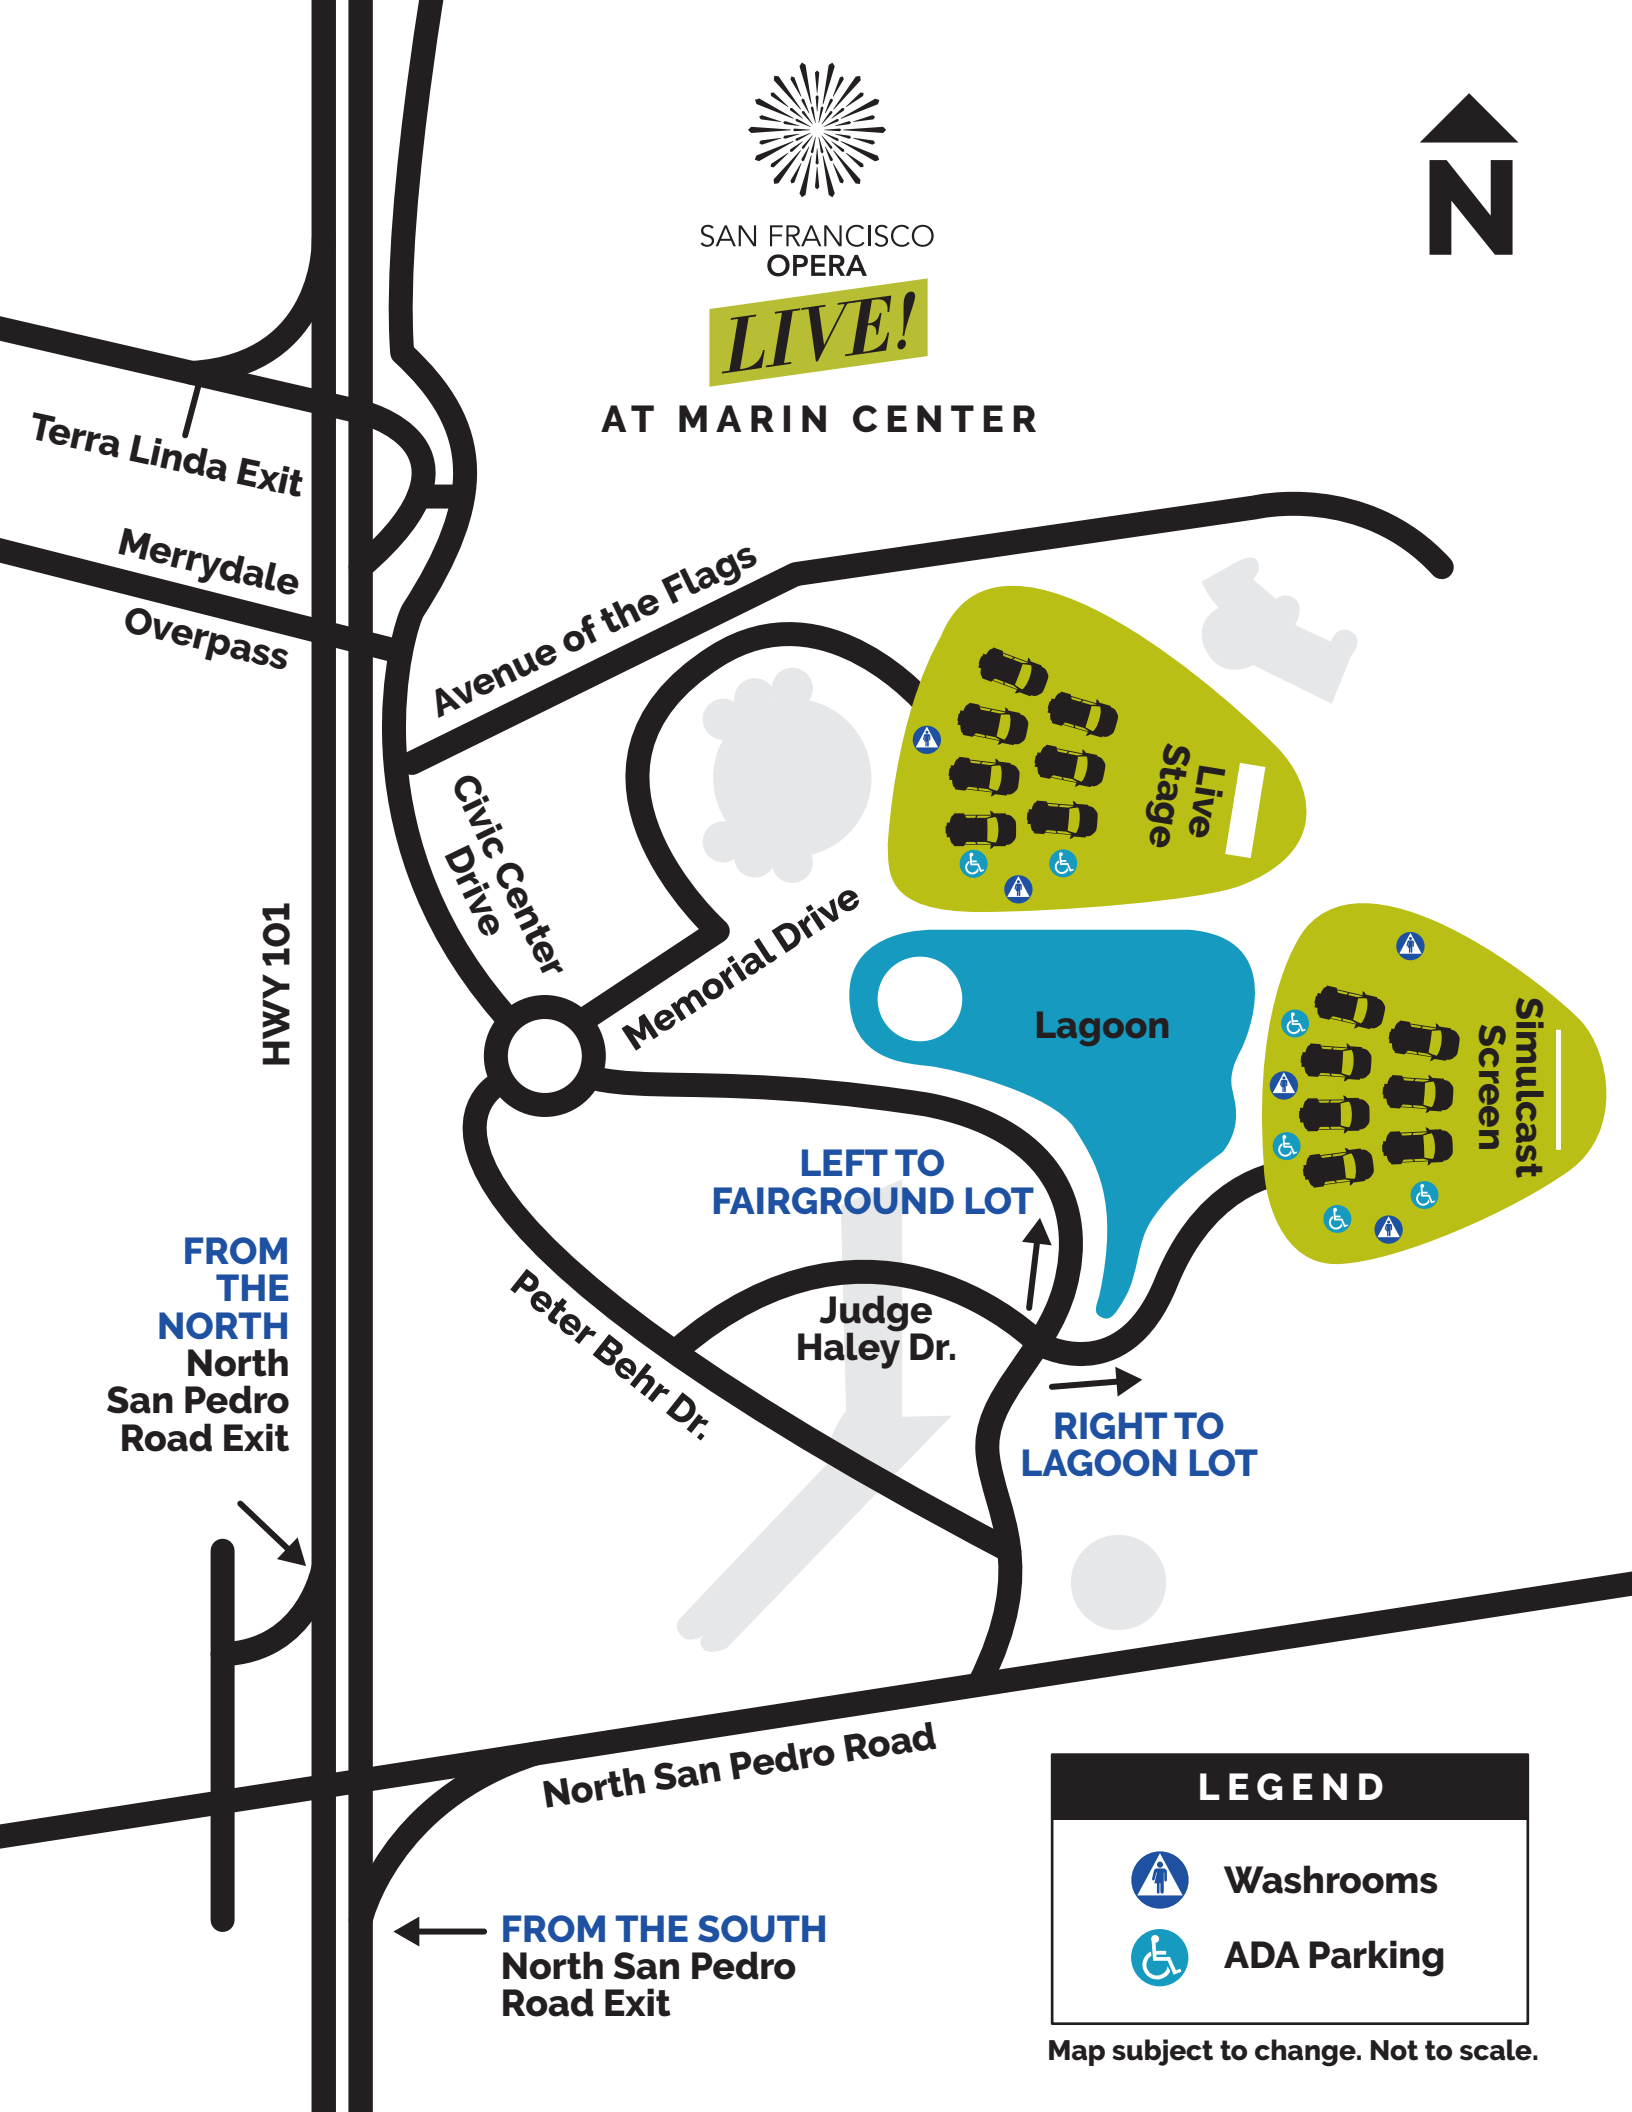 SAN FRANCISCO
OPERA
LIVE!
AT MARIN CENTER
N
Terra Linda Exit
Merrydale
Overpass
Avenue of the Flags
Civic Center
Drive
Memorial Drive
Live
Stage
HWY 101
Lagoon
Simulcast
Screen
LEFT TO
FAIRGROUND LOT
FROM
THE
NORTH
North
San Pedro
Road Exit
Peter Behr Dr.
Judge
Haley Dr.
RIGHT TO
LAGOON LOT
North San Pedro Road
FROM THE SOUTH
North San Pedro
Road Exit
LEGEND
Washrooms
ADA Parking
Map subject to change. Not to scale.